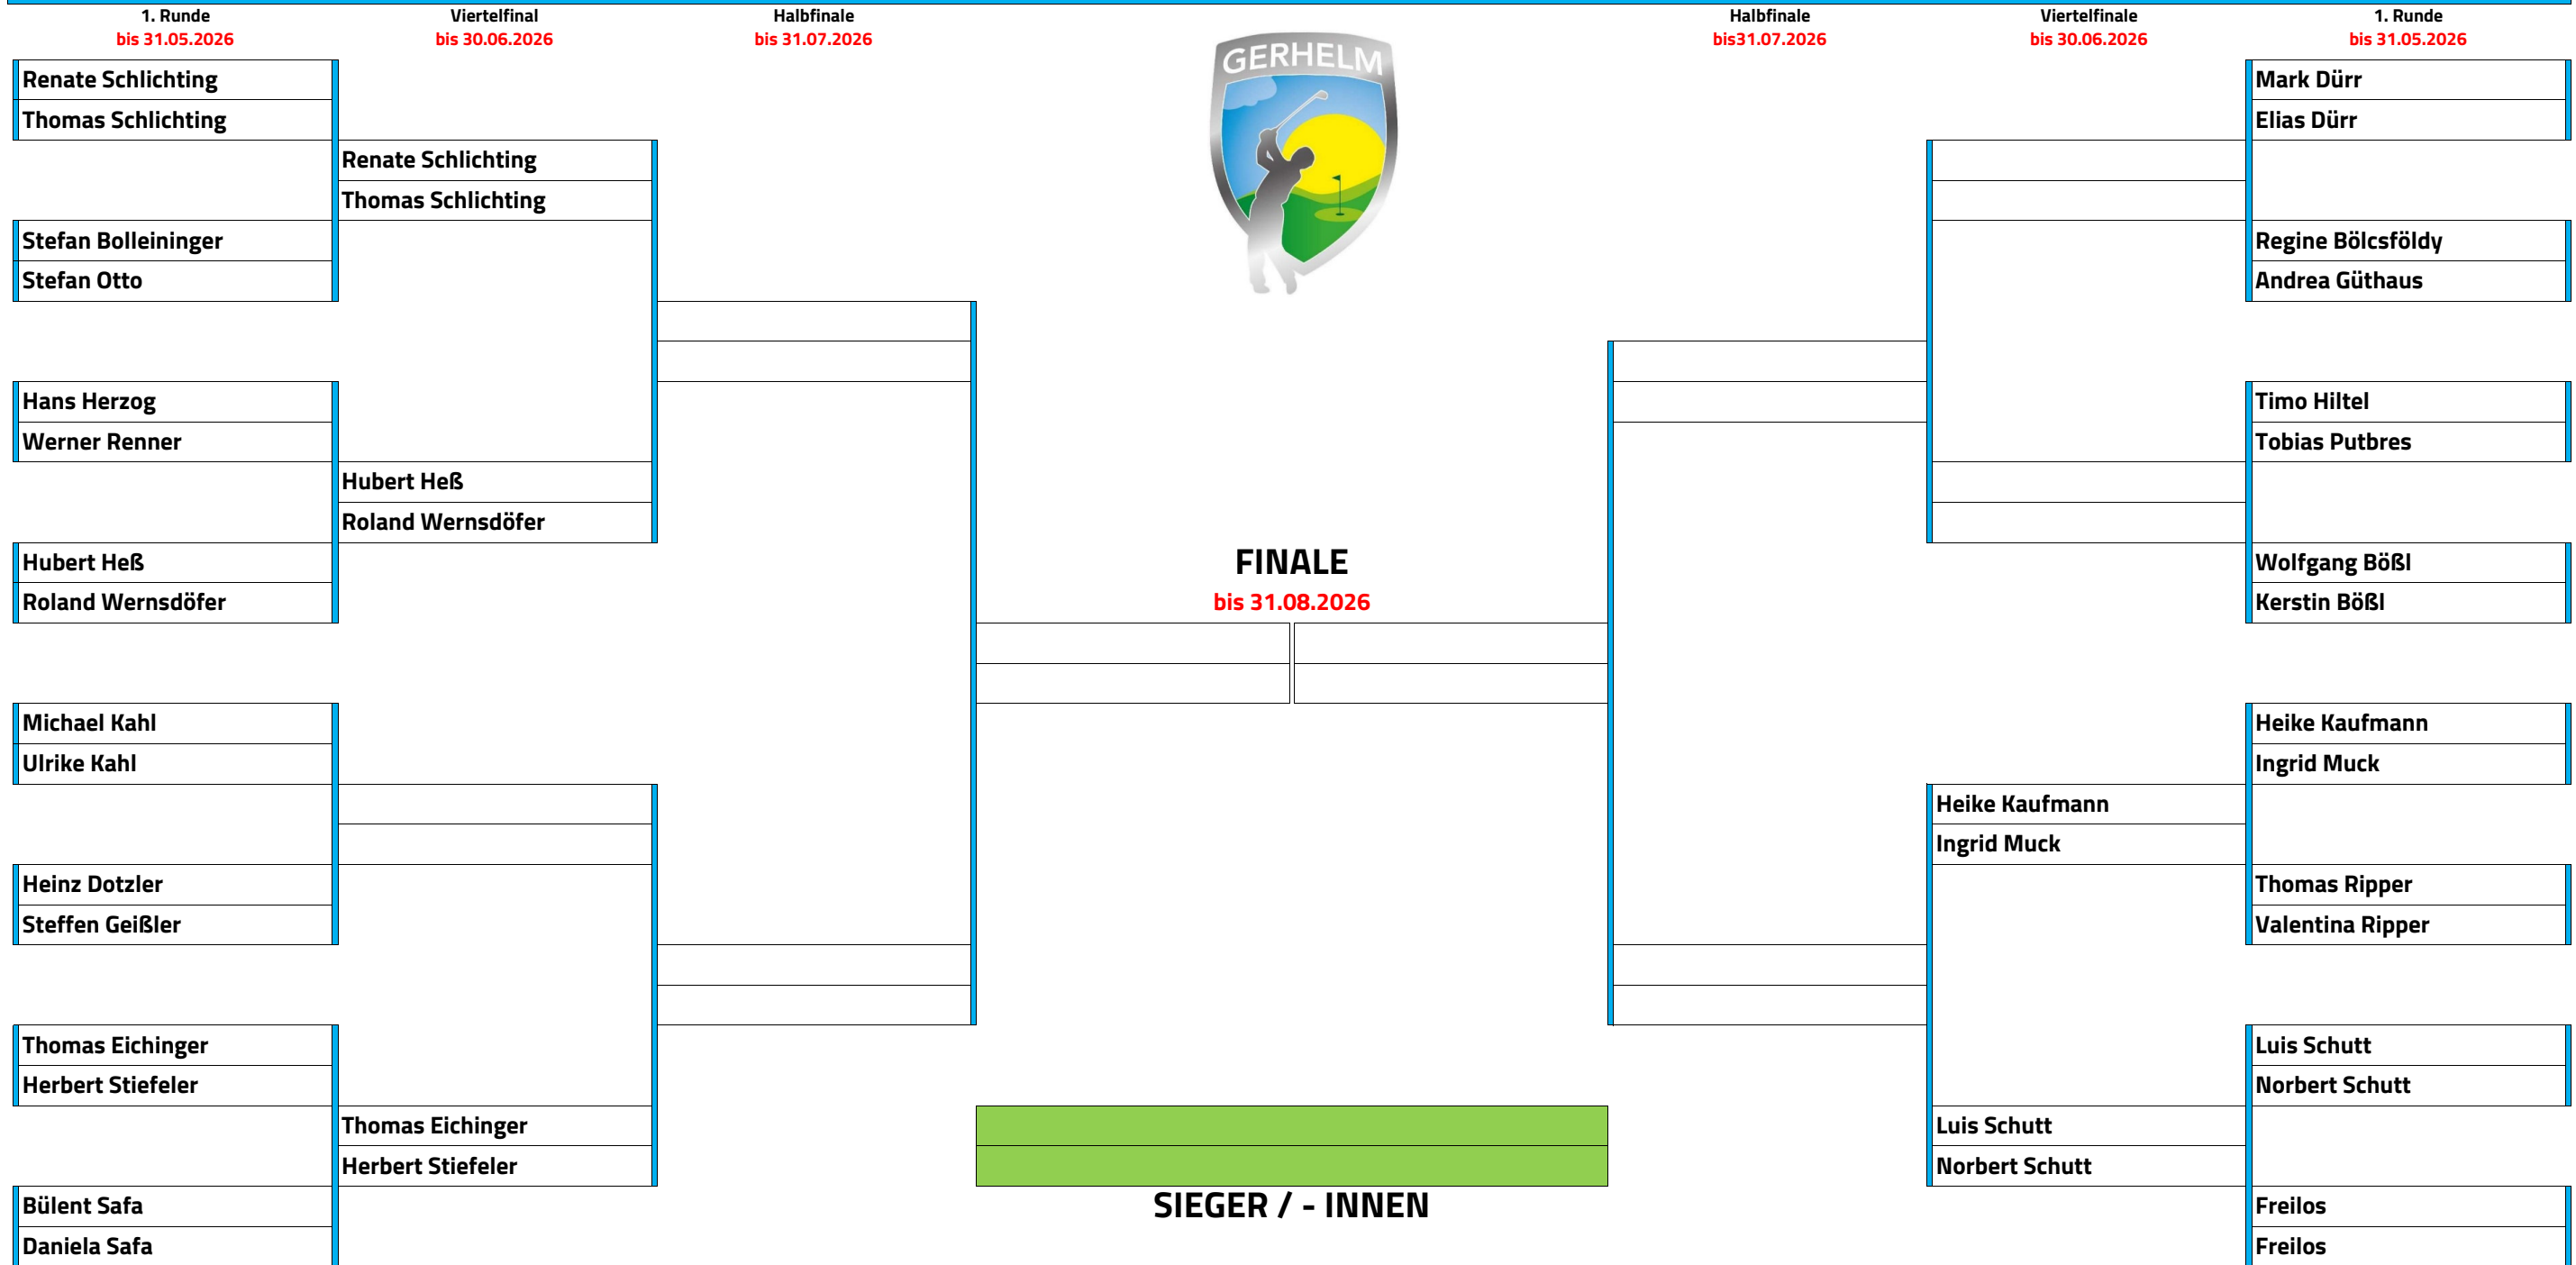 1. Runde
Viertelfinal
Halbfinale
Halbfinale
Viertelfinale
1. Runde
bis 31.05.2026
bis 30.06.2026
bis 31.07.2026
bis31.07.2026
bis 30.06.2026
bis 31.05.2026
GERHELM
Renate Schlichting
Thomas Schlichting
Renate Schlichting
Thomas Schlichting
Stefan Bolleininger
Stefan Otto
Hans Herzog
Werner Renner
Hubert Heß
Roland Wernsdöfer
Hubert Heß
Roland Wernsdöfer
Michael Kahl
Ulrike Kahl
Heinz Dotzler
Steffen Geißler
Thomas Eichinger
Herbert Stiefeler
Thomas Eichinger
Herbert Stiefeler
Bülent Safa
Daniela Safa
FINALE
bis 31.08.2026
SIEGER / - INNEN
Mark Dürr
Elias Dürr
Regine Bölcsföldy
Andrea Güthaus
Timo Hiltel
Tobias Putbres
Wolfgang Bößl
Kerstin Bößl
Heike Kaufmann
Ingrid Muck
Heike Kaufmann
Ingrid Muck
Thomas Ripper
Valentina Ripper
Luis Schutt
Norbert Schutt
Luis Schutt
Norbert Schutt
Freilos
Freilos